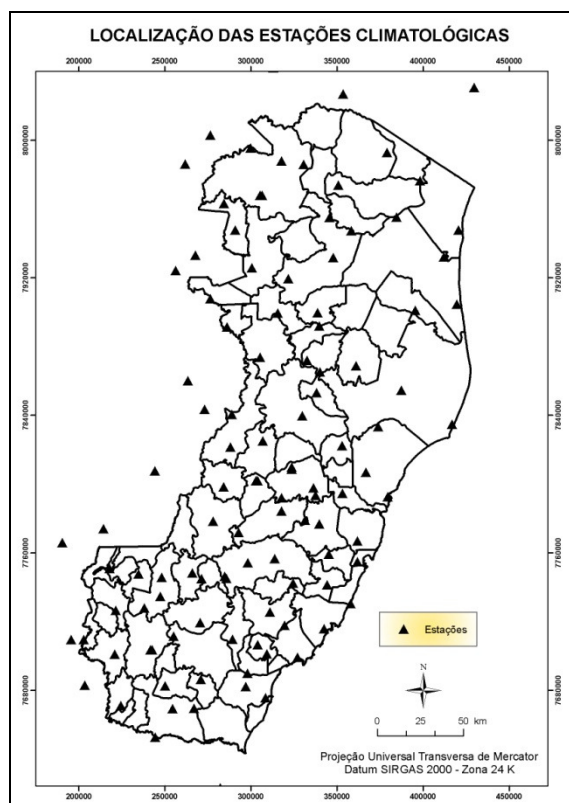 LOCALIZAÇÃO DAS ESTAÇÕES CLIMATOLÓGICAS
200000 250000 300000 350000 400000 450000
8000000 8000000
7920000 7920000
7840000 7840000
7760000 7760000
Estações
N
7680000 7680000
0 25 50 km
Projeção Universal Transversa de Mercator
Datum SIRGAS 2000 - Zona 24 K
200000 250000 300000 350000 400000 450000